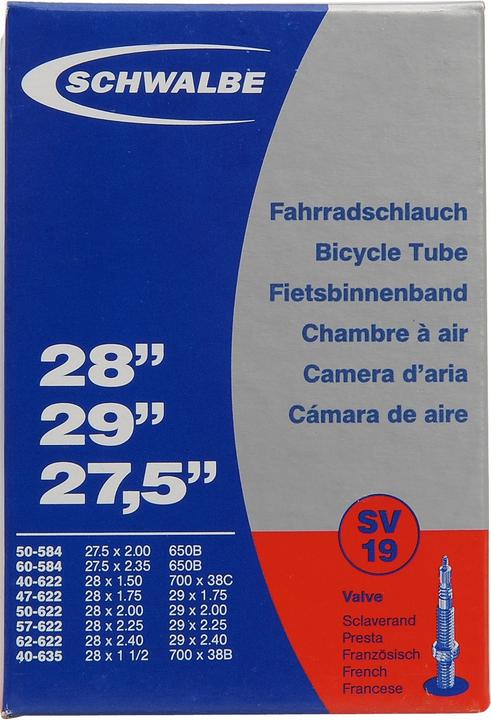 SCHWALBE
Fahrradschlauch
Bicycle Tube
Fietsbinnenband
Chambre à air
Camera d'aria
Cámara de aire
28”
29”
27,5”
50-584 27.5 x 2.00 650B
60-584 27.5 x 2.35 650B
40-622 28 x 1.50 700 x 38C
47-622 28 x 1.75 29 x 1.75
50-622 28 x 2.00 29 x 2.00
57-622 28 x 2.25 29 x 2.25
62-622 28 x 2.40 29 x 2.40
40-635 28 x 1 1/2 700 x 38B
SV
19
Valve
Sclaverand
Presta
Französisch
French
Francese